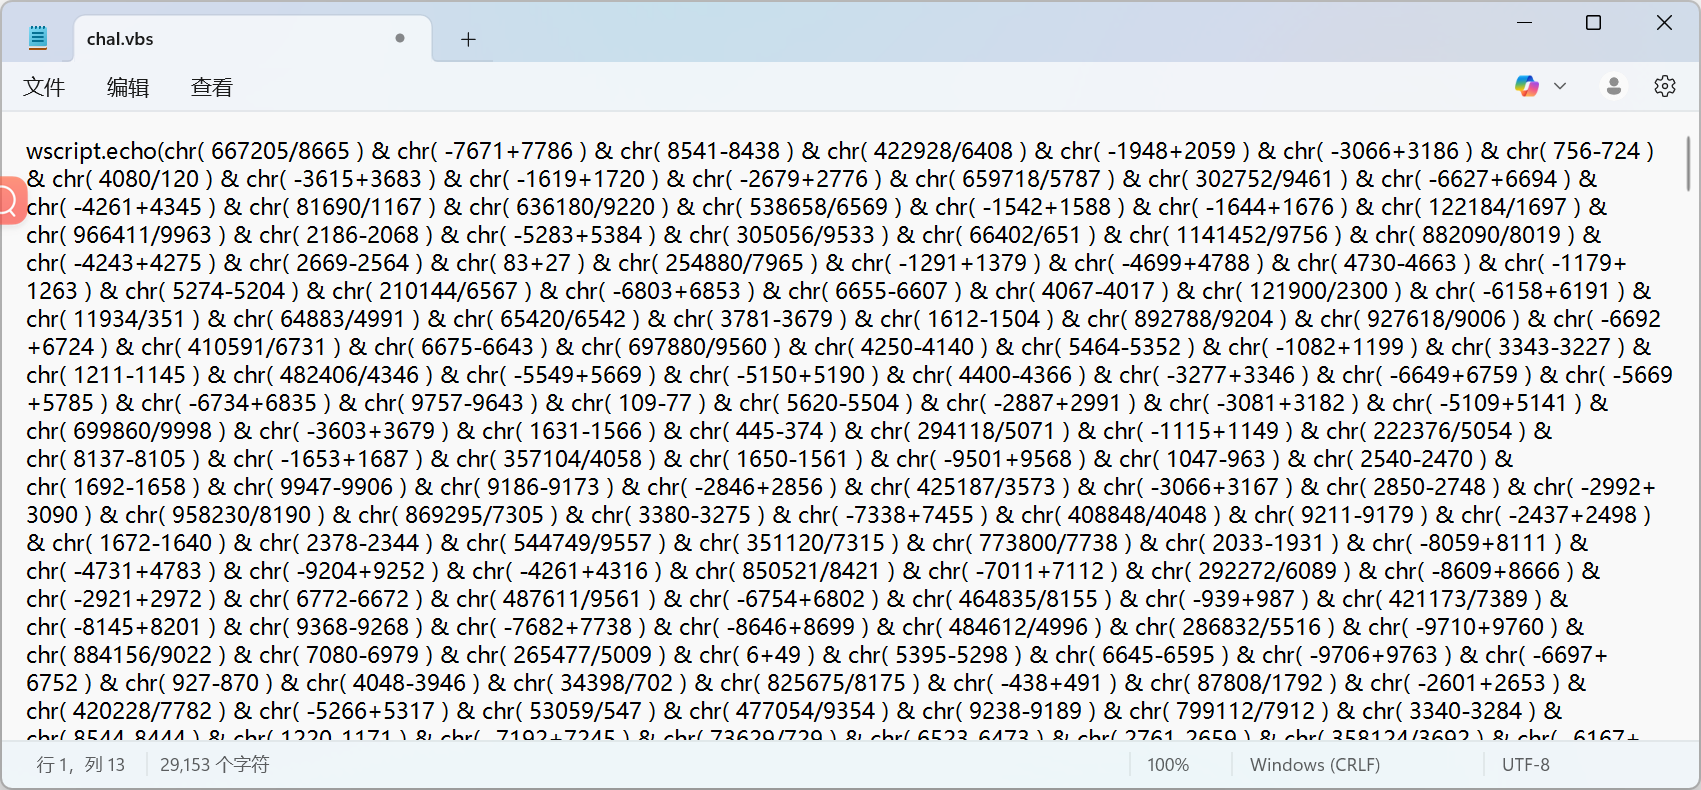 chal.vbs
文件 编辑 查看
wscript.echo(chr( 667205/8665 ) & chr( -7671+7786 ) & chr( 8541-8438 ) & chr( 422928/6408 ) & chr( -1948+2059 ) & chr( -3066+3186 ) & chr( 756-724 )
& chr( 4080/120 ) & chr( -3615+3683 ) & chr( -1619+1720 ) & chr( -2679+2776 ) & chr( 659718/5787 ) & chr( 302752/9461 ) & chr( -6627+6694 ) &
chr( -4261+4345 ) & chr( 81690/1167 ) & chr( 636180/9220 ) & chr( 538658/6569 ) & chr( -1542+1588 ) & chr( -1644+1676 ) & chr( 122184/1697 ) &
chr( 966411/9963 ) & chr( 2186-2068 ) & chr( -5283+5384 ) & chr( 305056/9533 ) & chr( 66402/651 ) & chr( 1141452/9756 ) & chr( 882090/8019 ) &
chr( -4243+4275 ) & chr( 2669-2564 ) & chr( 83+27 ) & chr( 254880/7965 ) & chr( -1291+1379 ) & chr( -4699+4788 ) & chr( 4730-4663 ) & chr( -1179+
1263 ) & chr( 5274-5204 ) & chr( 210144/6567 ) & chr( -6803+6853 ) & chr( 6655-6607 ) & chr( 4067-4017 ) & chr( 121900/2300 ) & chr( -6158+6191 ) &
chr( 11934/351 ) & chr( 64883/4991 ) & chr( 65420/6542 ) & chr( 3781-3679 ) & chr( 1612-1504 ) & chr( 892788/9204 ) & chr( 927618/9006 ) & chr( -6692
+6724 ) & chr( 410591/6731 ) & chr( 6675-6643 ) & chr( 697880/9560 ) & chr( 4250-4140 ) & chr( 5464-5352 ) & chr( -1082+1199 ) & chr( 3343-3227 ) &
chr( 1211-1145 ) & chr( 482406/4346 ) & chr( -5549+5669 ) & chr( -5150+5190 ) & chr( 4400-4366 ) & chr( -3277+3346 ) & chr( -6649+6759 ) & chr( -5669
+5785 ) & chr( -6734+6835 ) & chr( 9757-9643 ) & chr( 109-77 ) & chr( 5620-5504 ) & chr( -2887+2991 ) & chr( -3081+3182 ) & chr( -5109+5141 ) &
chr( 699860/9998 ) & chr( -3603+3679 ) & chr( 1631-1566 ) & chr( 445-374 ) & chr( 294118/5071 ) & chr( -1115+1149 ) & chr( 222376/5054 ) &
chr( 8137-8105 ) & chr( -1653+1687 ) & chr( 357104/4058 ) & chr( 1650-1561 ) & chr( -9501+9568 ) & chr( 1047-963 ) & chr( 2540-2470 ) &
chr( 1692-1658 ) & chr( 9947-9906 ) & chr( 9186-9173 ) & chr( -2846+2856 ) & chr( 425187/3573 ) & chr( -3066+3167 ) & chr( 2850-2748 ) & chr( -2992+
3090 ) & chr( 958230/8190 ) & chr( 869295/7305 ) & chr( 3380-3275 ) & chr( -7338+7455 ) & chr( 408848/4048 ) & chr( 9211-9179 ) & chr( -2437+2498 )
& chr( 1672-1640 ) & chr( 2378-2344 ) & chr( 544749/9557 ) & chr( 351120/7315 ) & chr( 773800/7738 ) & chr( 2033-1931 ) & chr( -8059+8111 ) &
chr( -4731+4783 ) & chr( -9204+9252 ) & chr( -4261+4316 ) & chr( 850521/8421 ) & chr( -7011+7112 ) & chr( 292272/6089 ) & chr( -8609+8666 ) &
chr( -2921+2972 ) & chr( 6772-6672 ) & chr( 487611/9561 ) & chr( -6754+6802 ) & chr( 464835/8155 ) & chr( -939+987 ) & chr( 421173/7389 ) &
chr( -8145+8201 ) & chr( 9368-9268 ) & chr( -7682+7738 ) & chr( -8646+8699 ) & chr( 484612/4996 ) & chr( 286832/5516 ) & chr( -9710+9760 ) &
chr( 884156/9022 ) & chr( 7080-6979 ) & chr( 265477/5009 ) & chr( 6+49 ) & chr( 5395-5298 ) & chr( 6645-6595 ) & chr( -9706+9763 ) & chr( -6697+
6752 ) & chr( 927-870 ) & chr( 4048-3946 ) & chr( 34398/702 ) & chr( 825675/8175 ) & chr( -438+491 ) & chr( 87808/1792 ) & chr( -2601+2653 ) &
chr( 420228/7782 ) & chr( -5266+5317 ) & chr( 53059/547 ) & chr( 477054/9354 ) & chr( 9238-9189 ) & chr( 799112/7912 ) & chr( 3340-3284 ) &
chr( 8544-8444 ) & chr( 1220-1171 ) & chr( -7192+7245 ) & chr( 73629/729 ) & chr( 6523-6473 ) & chr( 2761-2659 ) & chr( 358124/3692 ) & chr( -6167+
行 1，列 13 29,153 个字符 100% Windows (CRLF) UTF-8